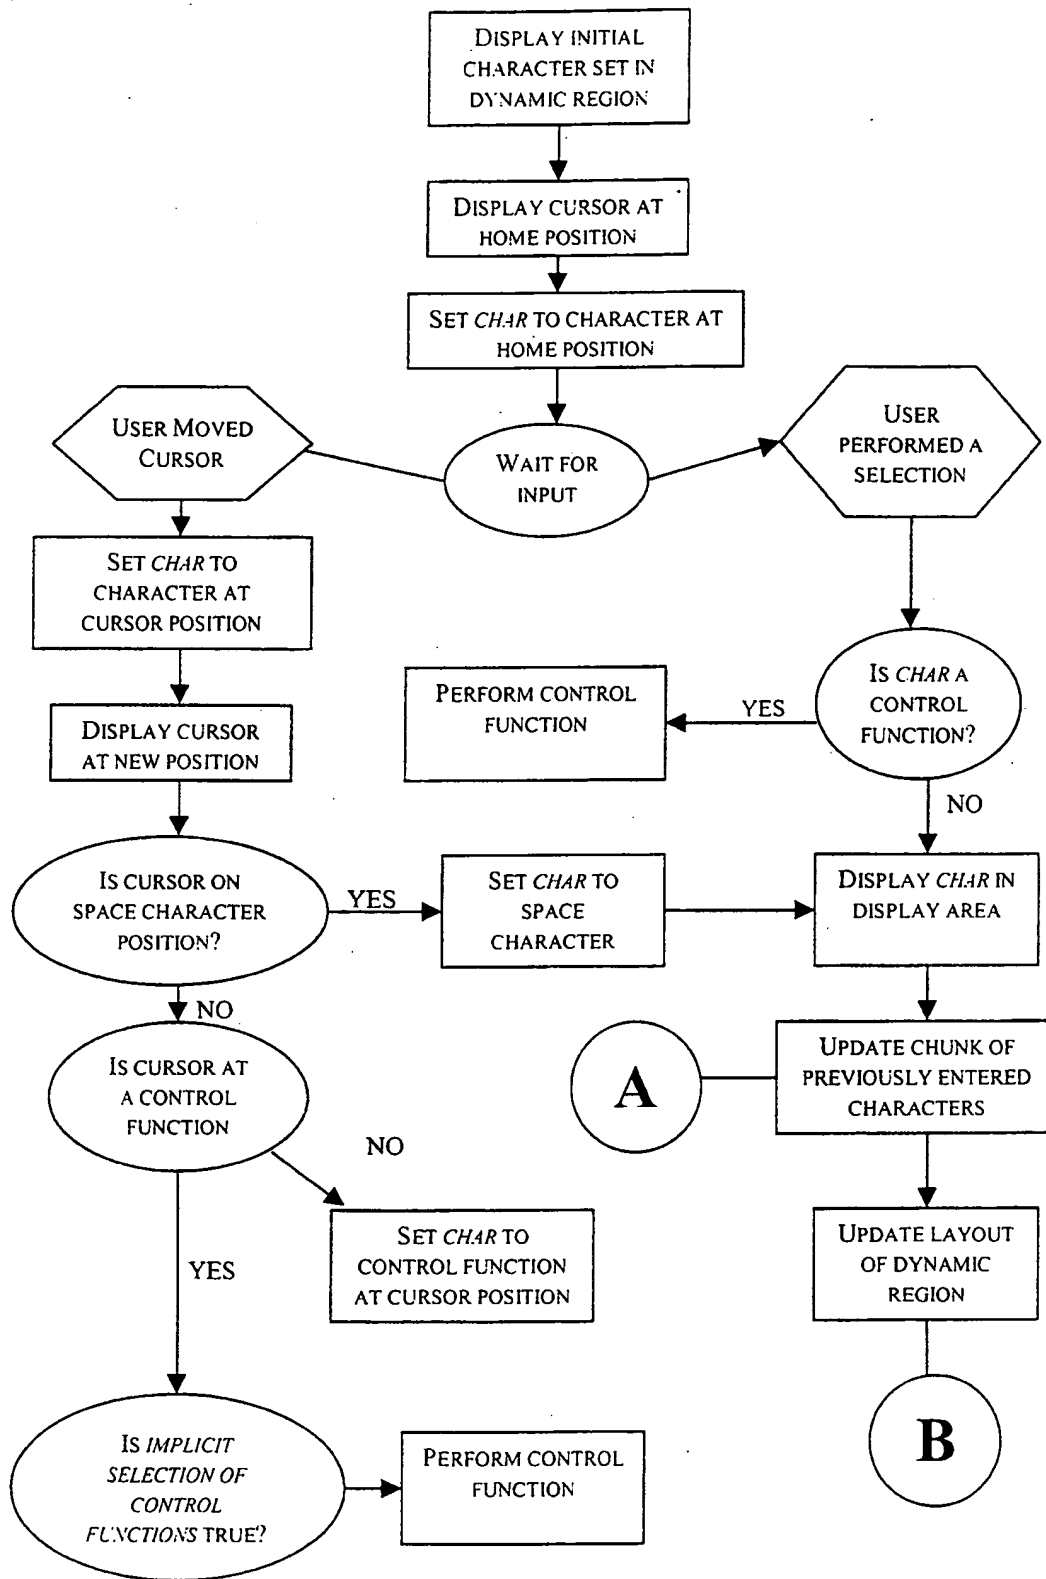 DISPLAY INITIAL
CHARACTER SET IN
DYNAMIC REGION
DISPLAY CURSOR AT
HOME POSITION
SET CHAR TO CHARACTER AT
HOME POSITION
USER MOVED
CURSOR
WAIT FOR
INPUT
USER
PERFORMED A
SELECTION
SET CHAR TO
CHARACTER AT
CURSOR POSITION
DISPLAY CURSOR
AT NEW POSITION
PERFORM CONTROL
FUNCTION
YES
IS CHAR A
CONTROL
FUNCTION?
NO
IS CURSOR ON
SPACE CHARACTER
POSITION?
YES
SET CHAR TO
SPACE
CHARACTER
DISPLAY CHAR IN
DISPLAY AREA
NO
IS CURSOR AT
A CONTROL
FUNCTION
NO
SET CHAR TO
CONTROL FUNCTION
AT CURSOR POSITION
YES
A
UPDATE CHUNK OF
PREVIOUSLY ENTERED
CHARACTERS
UPDATE LAYOUT
OF DYNAMIC
REGION
B
IS IMPLICIT
SELECTION OF
CONTROL
FUNCTIONS TRUE?
PERFORM CONTROL
FUNCTION